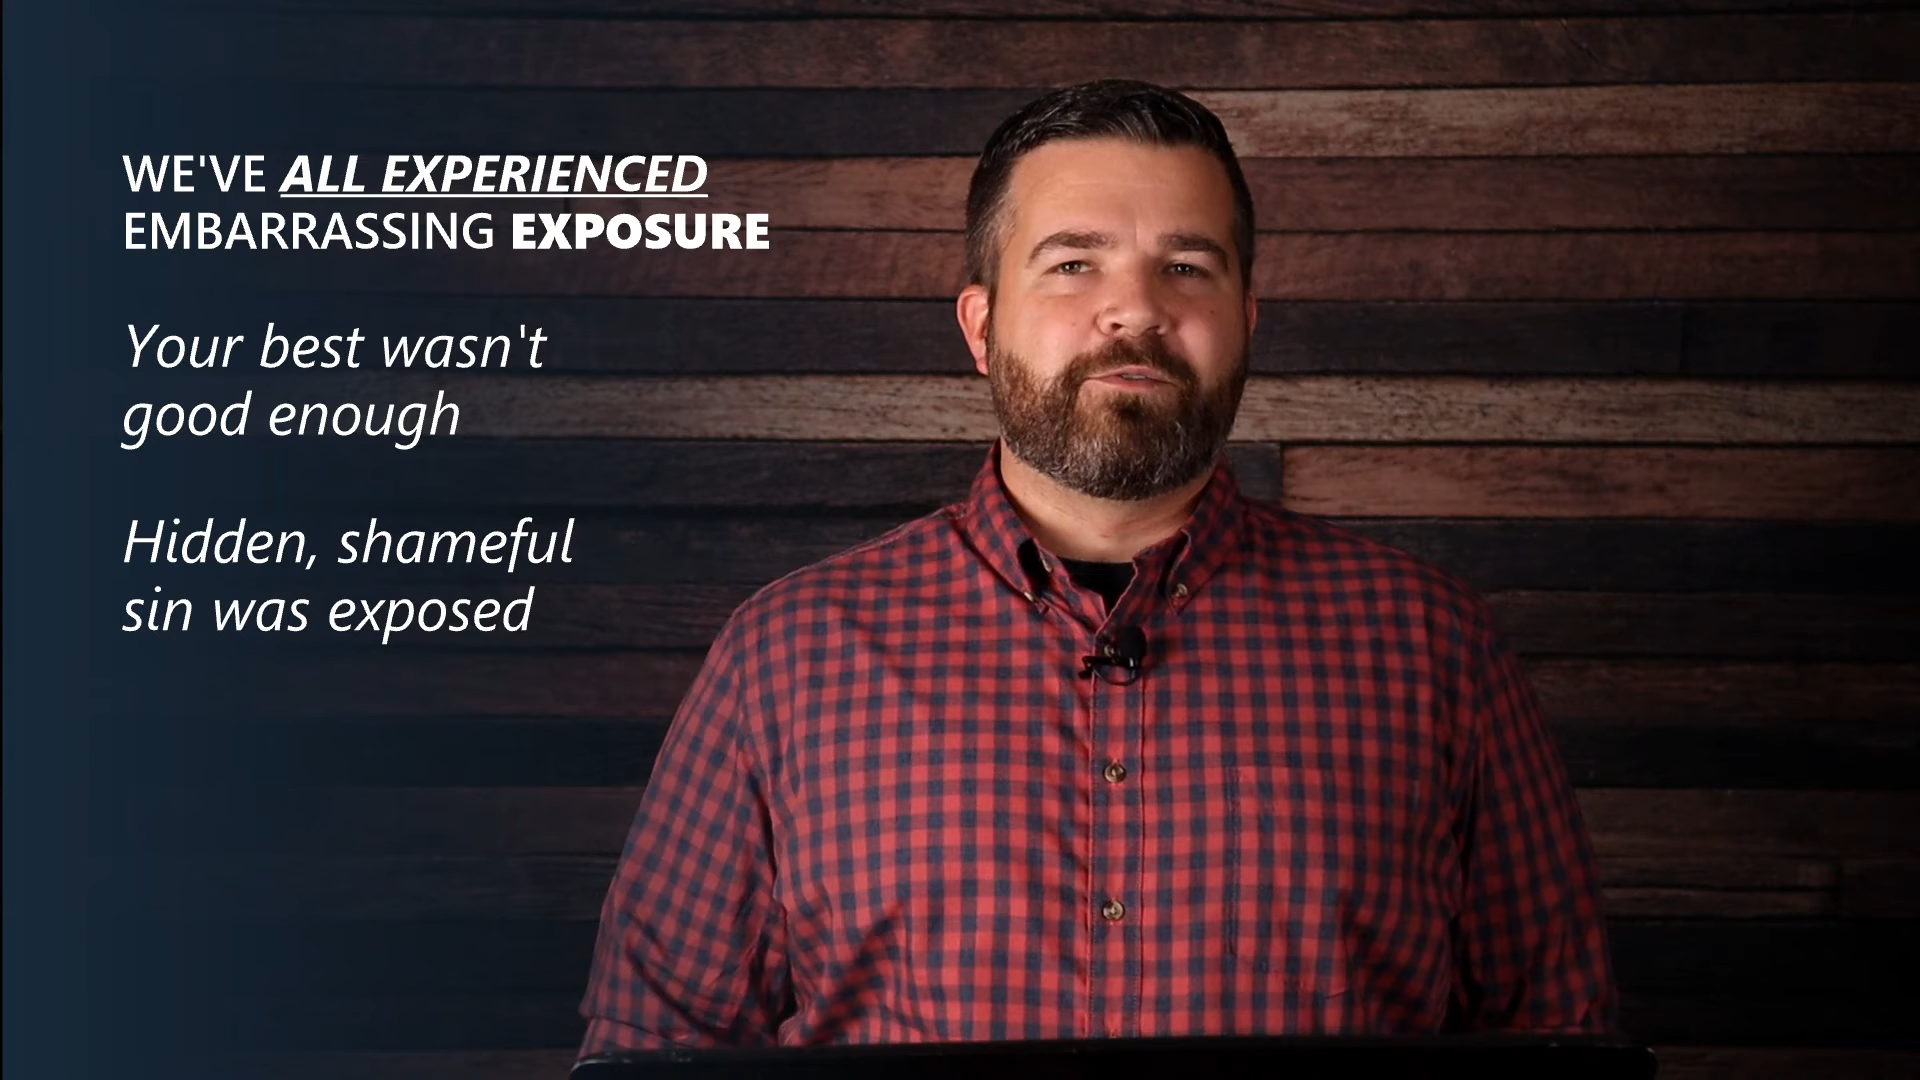 WE'VE ALL EXPERIENCED
EMBARRASSING EXPOSURE
Your best wasn't
good enough
Hidden, shameful
sin was exposed